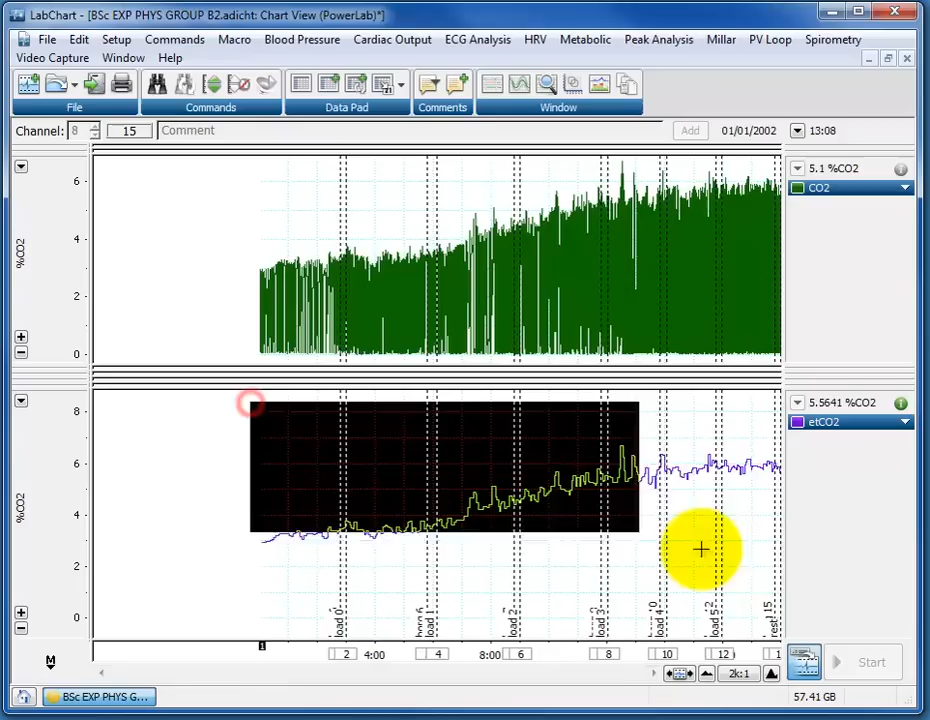 LabChart - [BSc EXP PHYS GROUP B2.adicht: Chart View (PowerLab)*]
File Edit Setup Commands Macro Blood Pressure Cardiac Output ECG Analysis HRV Metabolic Peak Analysis Millar PV Loop Spirometry
Video Capture Window Help
File Commands Data Pad Comments Window
Channel: 8 15 Comment Add 01/01/2002 13:08
6
4
2
0
%CO2
5.1 %CO2
CO2
8
6
4
2
0
%CO2
5.5641 %CO2
etCO2
load 0
load 1
load 2
load 3
load 4
load 5
rest 15
1
2 4:00 4 8:00 6 8 10 12 1
M
2k:1
Start
BSc EXP PHYS G...
57.41 GB